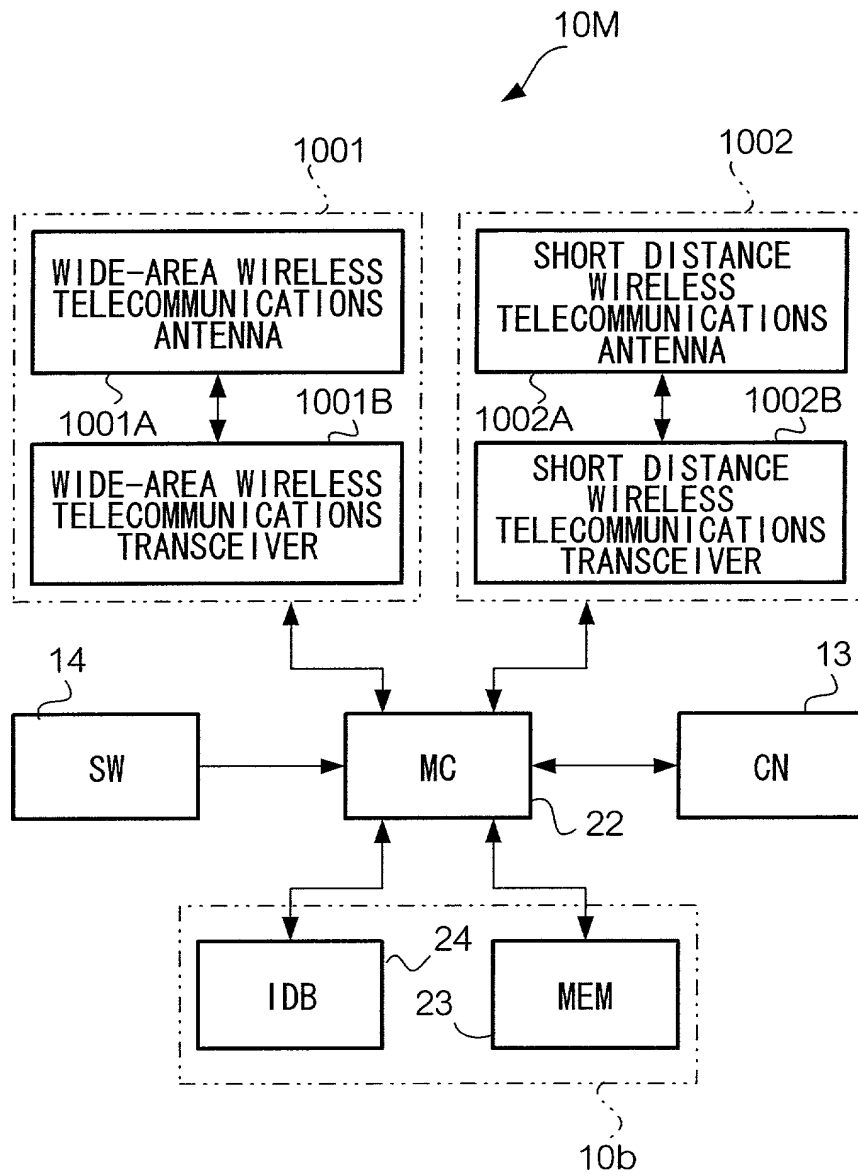 10M
1001
1002
WIDE-AREA WIRELESS
TELECOMMUNICATIONS
ANTENNA
SHORT DISTANCE
WIRELESS
TELECOMMUNICATIONS
ANTENNA
1001A
1001B
1002A
1002B
WIDE-AREA WIRELESS
TELECOMMUNICATIONS
TRANSCEIVER
SHORT DISTANCE
WIRELESS
TELECOMMUNICATIONS
TRANSCEIVER
14
13
SW
MC
CN
22
24
IDB
23
MEM
10b